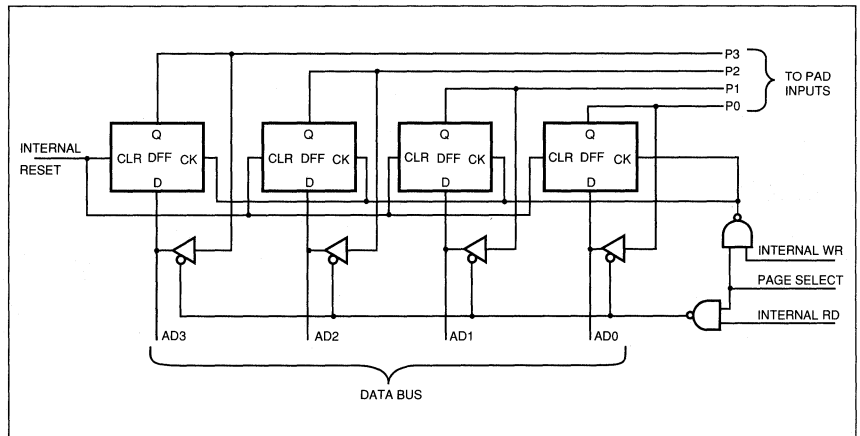 P3
P2
P1
P0
TO PAD
INPUTS
INTERNAL
RESET
Q
CLR DFF CK
D
Q
CLR DFF CK
D
Q
CLR DFF CK
D
Q
CLR DFF CK
D
INTERNAL WR
PAGE SELECT
INTERNAL RD
AD3
AD2
AD1
AD0
DATA BUS